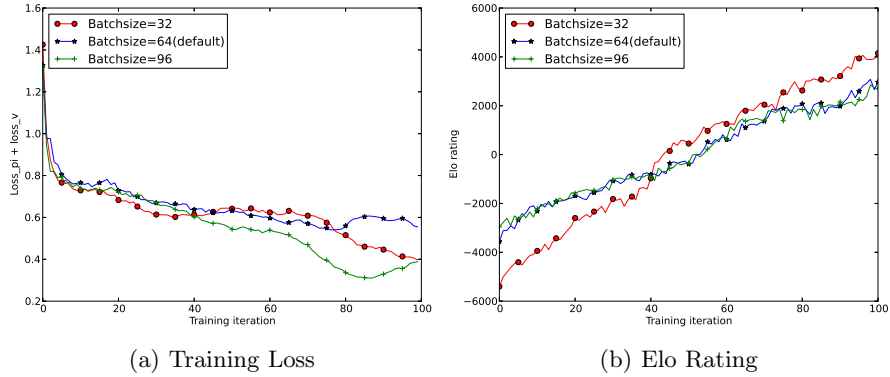 Batchsize=32
Batchsize=64(default)
Batchsize=96
1.6
1.4
1.2
1.0
0.8
0.6
0.4
0.2
Loss_pi + loss_v
0 20 40 60 80 100
Training iteration
(a) Training Loss
Batchsize=32
Batchsize=64(default)
Batchsize=96
6000
4000
2000
0
−2000
−4000
−6000
Elo rating
0 20 40 60 80 100
Training iteration
(b) Elo Rating